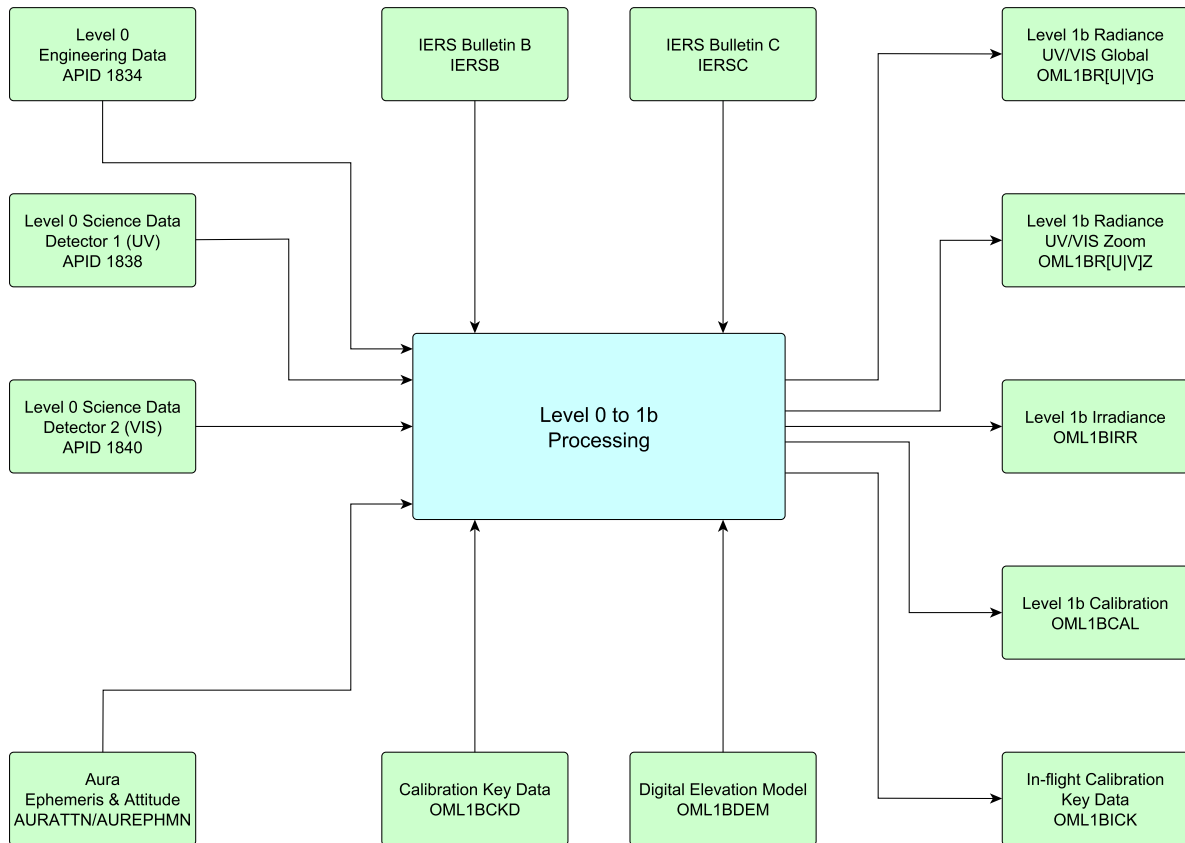 Level 0
Engineering Data
APID 1834
IERS Bulletin B
IERSB
IERS Bulletin C
IERSC
Level 1b Radiance
UV/VIS Global
OML1BR[U|V]G
Level 0 Science Data
Detector 1 (UV)
APID 1838
Level 1b Radiance
UV/VIS Zoom
OML1BR[U|V]Z
Level 0 Science Data
Detector 2 (VIS)
APID 1840
Level 0 to 1b
Processing
Level 1b Irradiance
OML1BIRR
Level 1b Calibration
OML1BCAL
Aura
Ephemeris & Attitude
AURATTN/AUREPHMN
Calibration Key Data
OML1BCKD
Digital Elevation Model
OML1BDEM
In-flight Calibration
Key Data
OML1BICK